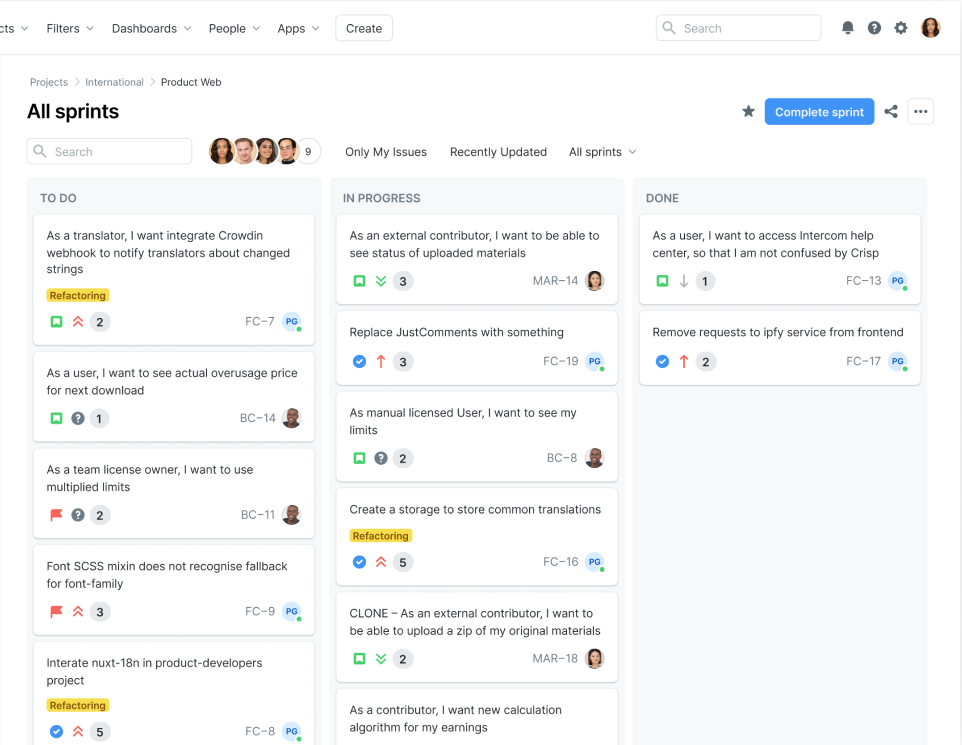 cts Filters Dashboards People Apps Create Search
Projects International Product Web
All sprints
Complete sprint
Search 9 Only My Issues Recently Updated All sprints
TO DO
As a translator, I want integrate Crowdin
webhook to notify translators about changed
strings
Refactoring
2 FC–7 PG
As a user, I want to see actual overusage price
for next download
1 BC–14
As a team license owner, I want to use
multiplied limits
2 BC–11
Font SCSS mixin does not recognise fallback
for font-family
3 FC–9 PG
Interate nuxt-18n in product-developers
project
Refactoring
5 FC–8 PG
IN PROGRESS
As an external contributor, I want to be able to
see status of uploaded materials
3 MAR–14
Replace JustComments with something
3 FC–19 PG
As manual licensed User, I want to see my
limits
2 BC–8
Create a storage to store common translations
Refactoring
5 FC–16 PG
CLONE – As an external contributor, I want to
be able to upload a zip of my original materials
2 MAR–18
As a contributor, I want new calculation
algorithm for my earnings
DONE
As a user, I want to access Intercom help
center, so that I am not confused by Crisp
1 FC–13 PG
Remove requests to ipfy service from frontend
2 FC–17 PG